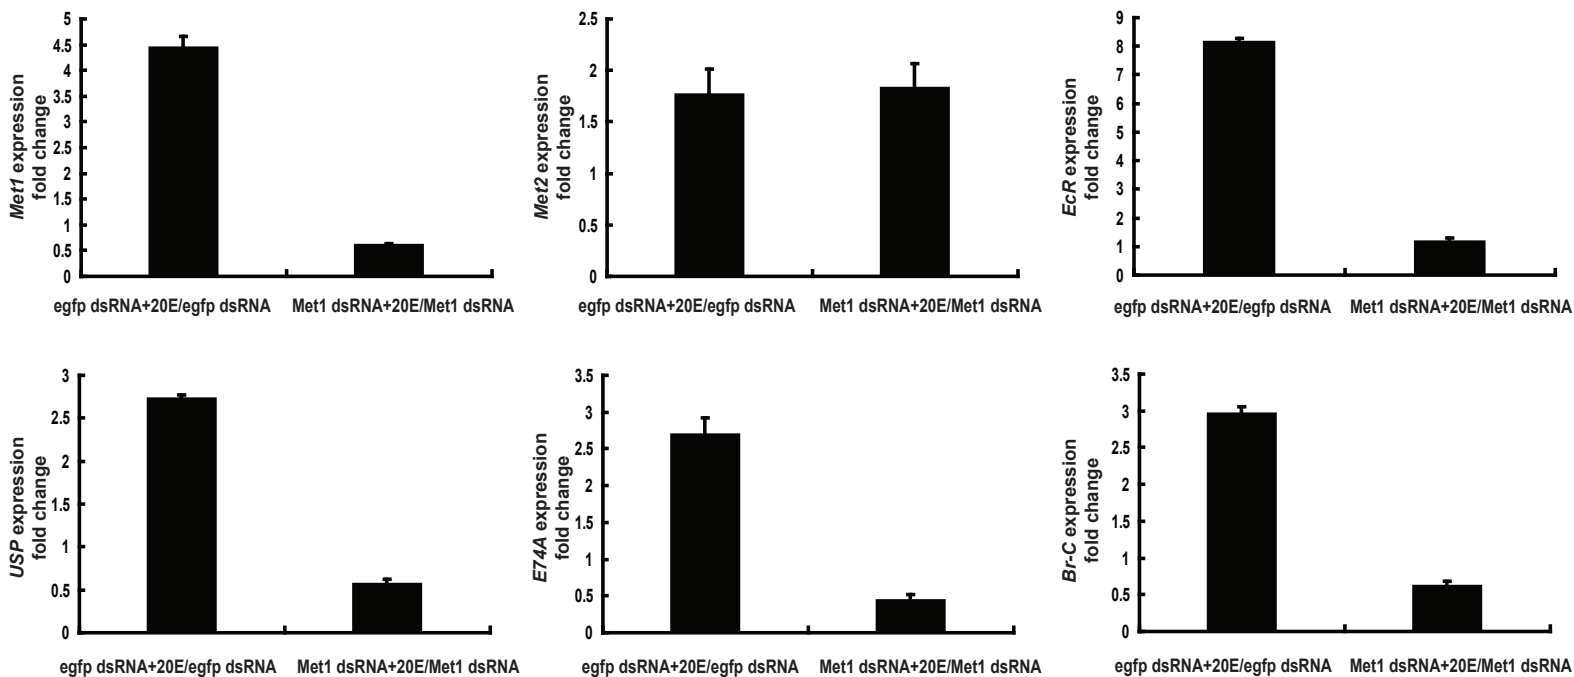 Met1 expression
fold change
5
4.5
4
3.5
3
2.5
2
1.5
1
0.5
0
egfp dsRNA+20E/egfp dsRNA
Met1 dsRNA+20E/Met1 dsRNA
Met2 expression
fold change
2.5
2
1.5
1
0.5
0
egfp dsRNA+20E/egfp dsRNA
Met1 dsRNA+20E/Met1 dsRNA
EcR expression
fold change
9
8
7
6
5
4
3
2
1
0
egfp dsRNA+20E/egfp dsRNA
Met1 dsRNA+20E/Met1 dsRNA
USP expression
fold change
3
2.5
2
1.5
1
0.5
0
egfp dsRNA+20E/egfp dsRNA
Met1 dsRNA+20E/Met1 dsRNA
E74A expression
fold change
3.5
3
2.5
2
1.5
1
0.5
0
egfp dsRNA+20E/egfp dsRNA
Met1 dsRNA+20E/Met1 dsRNA
Br-C expression
fold change
3.5
3
2.5
2
1.5
1
0.5
0
egfp dsRNA+20E/egfp dsRNA
Met1 dsRNA+20E/Met1 dsRNA